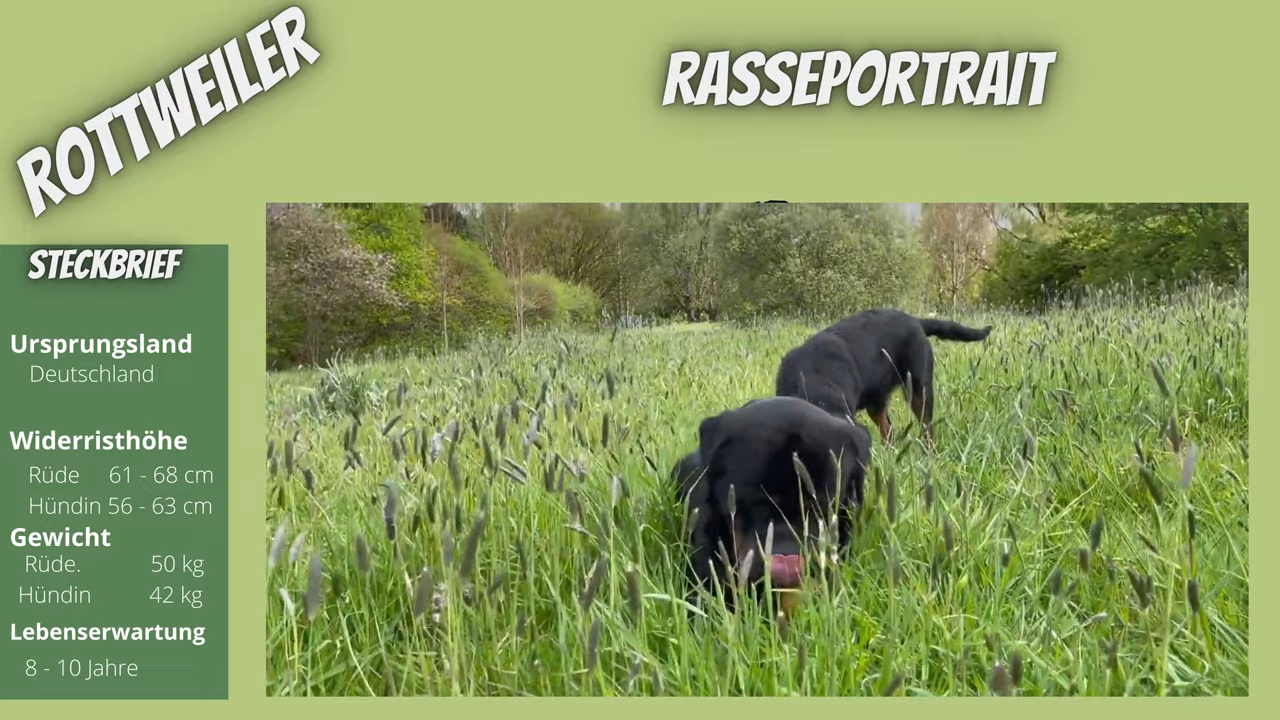 ROTTWEILER
RASSEPORTRAIT
STECKBRIEF
Ursprungsland
Deutschland
Widerristhöhe
Rüde 61 - 68 cm
Hündin 56 - 63 cm
Gewicht
Rüde. 50 kg
Hündin 42 kg
Lebenserwartung
8 - 10 Jahre